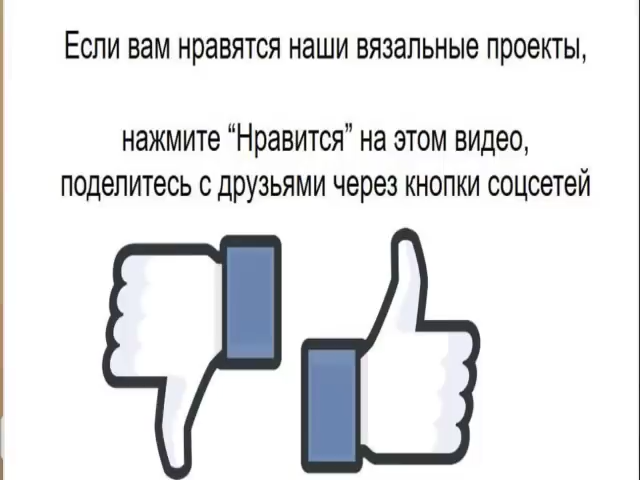 Если вам нравятся наши вязальные проекты,
нажмите “Нравится” на этом видео,
поделитесь с друзьями через кнопки соцсетей